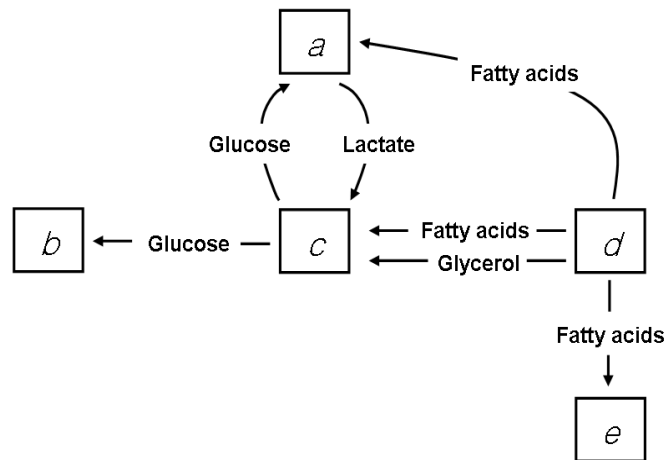 a
Fatty acids
Glucose
Lactate
b
Glucose
c
Fatty acids
Glycerol
d
Fatty acids
e